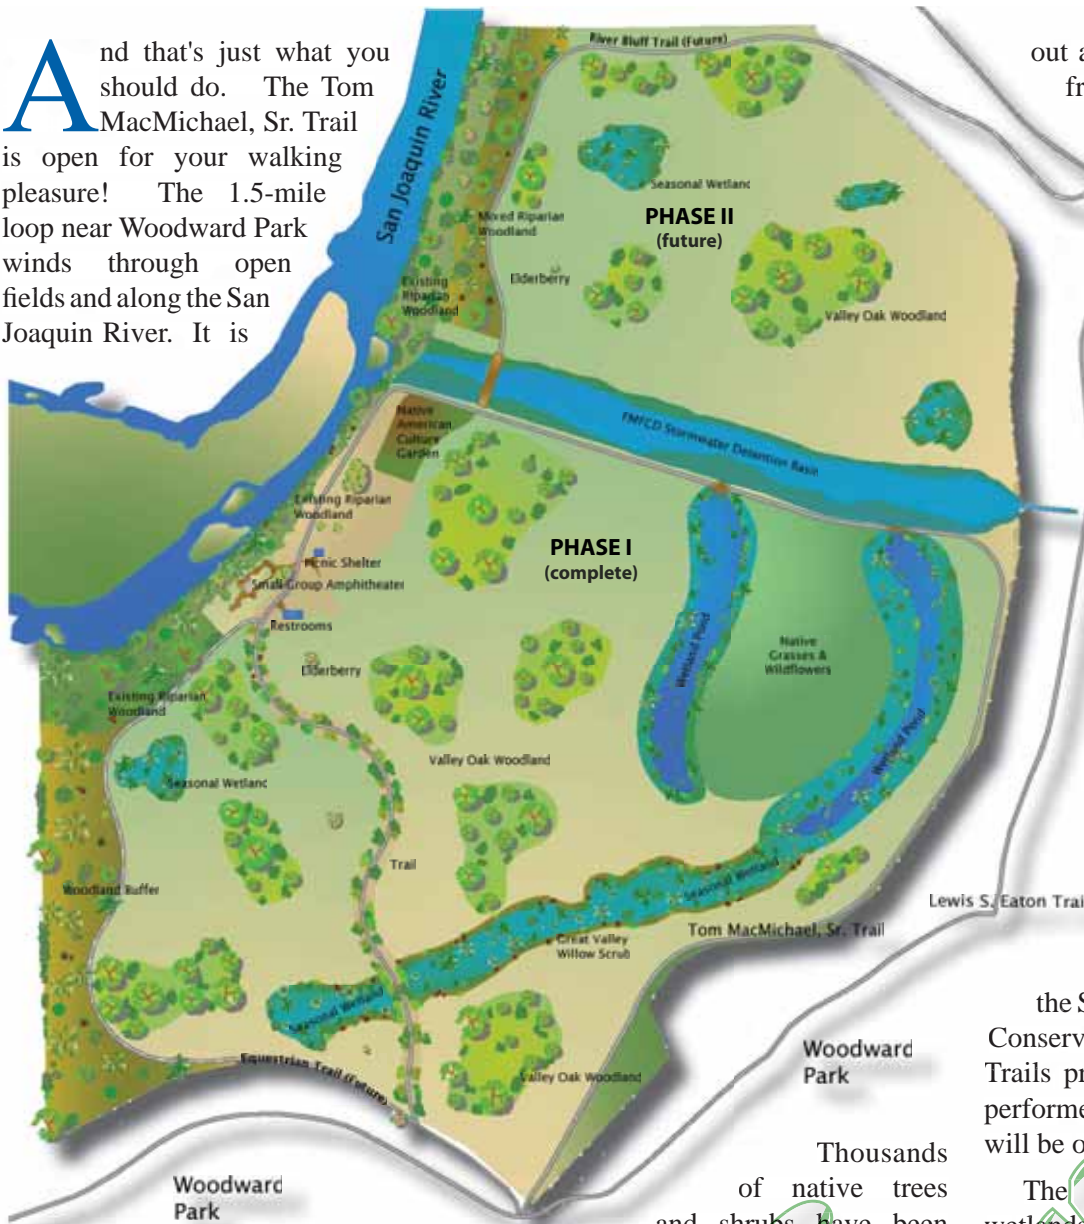 And that's just what you
should do. The Tom
MacMichael, Sr. Trail
is open for your walking
pleasure! The 1.5-mile
loop near Woodward Park
winds through open
fields and along the San
Joaquin River. It is
out a
fr
San Joaquin River
River Bluff Trail (Future)
Seasonal Wetland
PHASE II
(future)
Mixed Riparian
Woodland
Elderberry
Existing
Riparian
Woodland
Valley Oak Woodland
FMFCD Stormwater Detention Basin
Native
American
Culture
Garden
Existing Riparian
Woodland
PHASE I
(complete)
Picnic Shelter
Small Group Amphitheater
Restrooms
Elderberry
Wetland Pond
Native
Grasses &
Wildflowers
Wetland Pond
Existing Riparian
Woodland
Seasonal Wetland
Valley Oak Woodland
Trail
Woodland Buffer
Seasonal Wetland
Great Valley
Willow Scrub
Tom MacMichael, Sr. Trail
Lewis S. Eaton Trai
Seasonal Wetland
Equestrian Trail (Future)
Valley Oak Woodland
Woodward
Park
Woodward
Park
the S
Conserv
Trails pr
performe
will be o
The
wetland
Thousands
of native trees
and shrubs have been